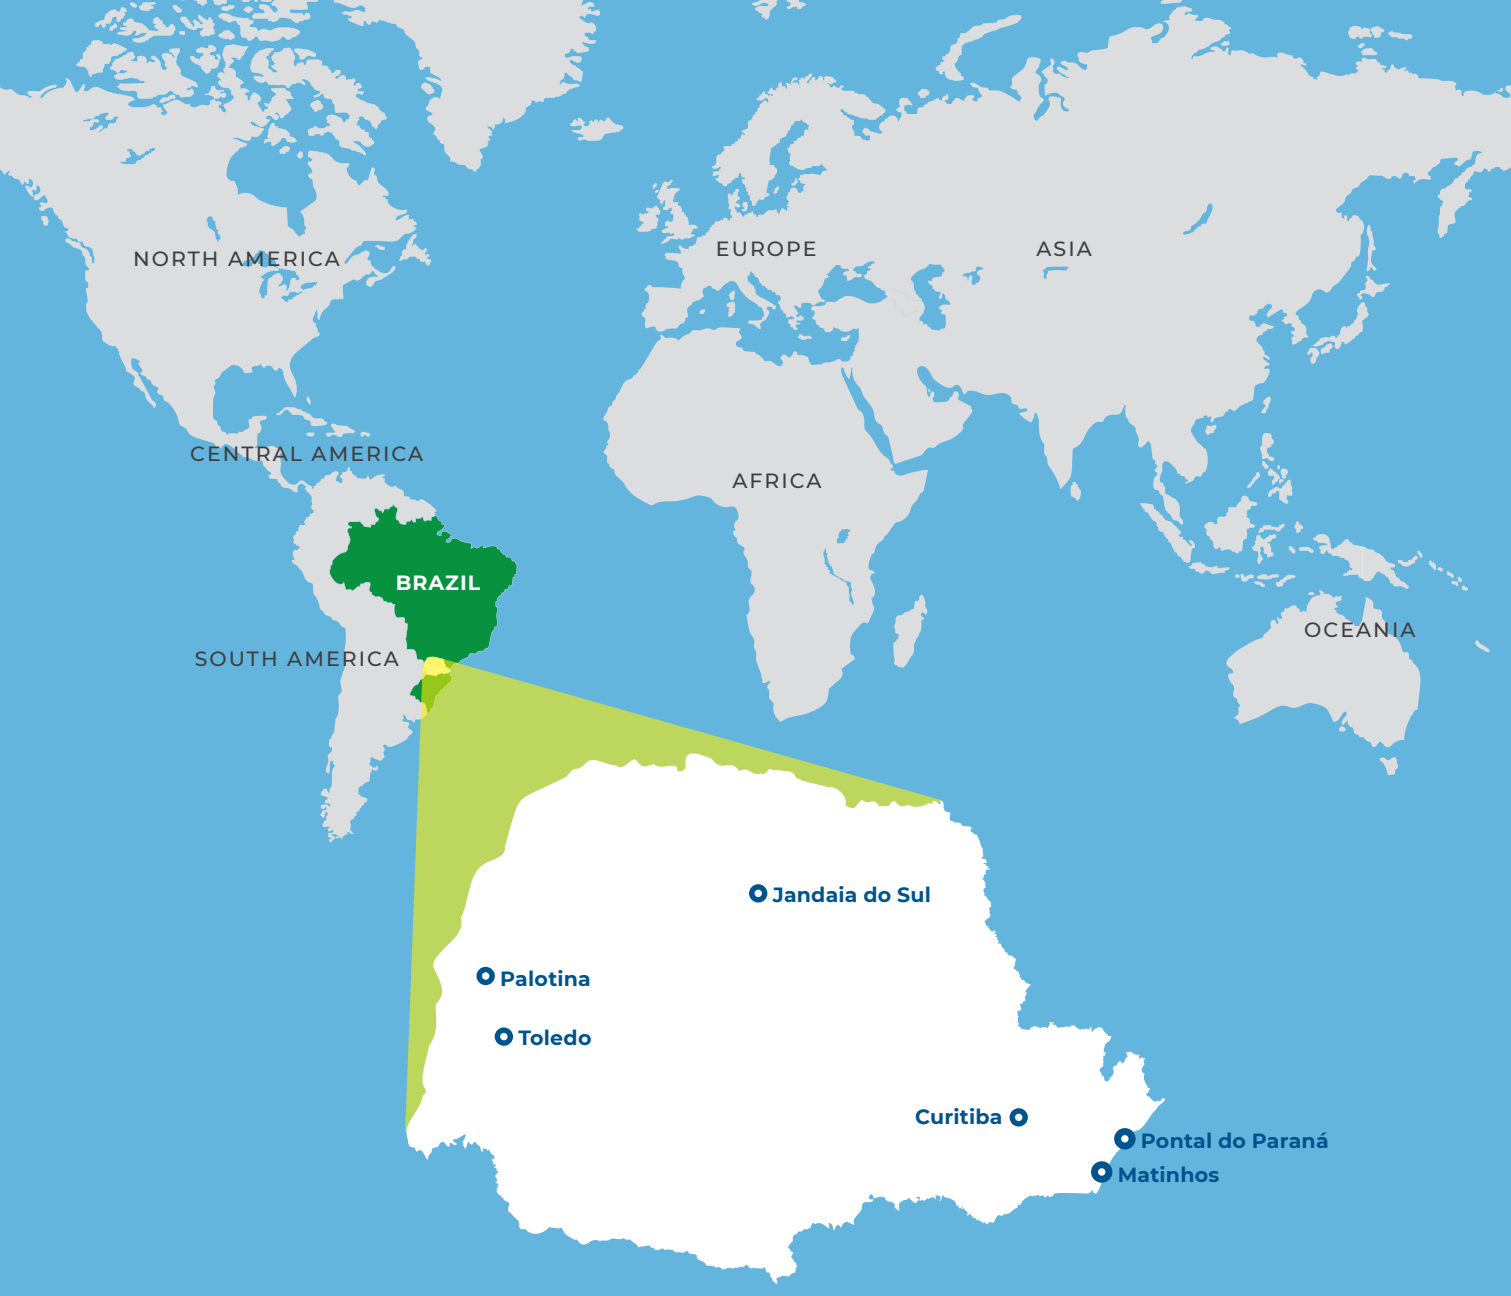 EUROPE
ASIA
NORTH AMERICA
CENTRAL AMERICA
AFRICA
BRAZIL
OCEANIA
SOUTH AMERICA
Jandaia do Sul
Palotina
Toledo
Curitiba
Pontal do Paraná
Matinhos